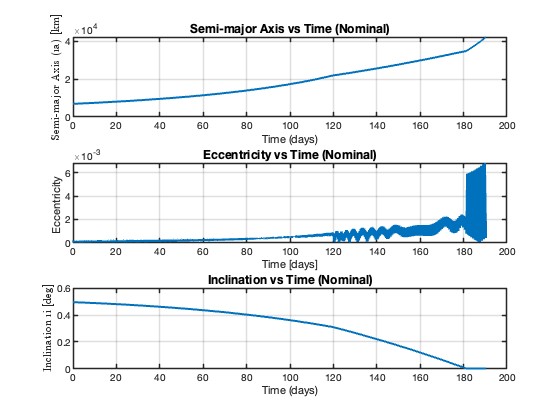 Semi-major Axis vs Time (Nominal)
× 10^4
Semi-major Axis (ia) [km]
4
2
0
0 20 40 60 80 100 120 140 160 180 200
Time (days)
Eccentricity vs Time (Nominal)
× 10^-3
Eccentricity
6
4
2
0
0 20 40 60 80 100 120 140 160 180 200
Time [days]
Inclination vs Time (Nominal)
Inclination ii [deg]
0.6
0.4
0.2
0
0 20 40 60 80 100 120 140 160 180 200
Time (days)